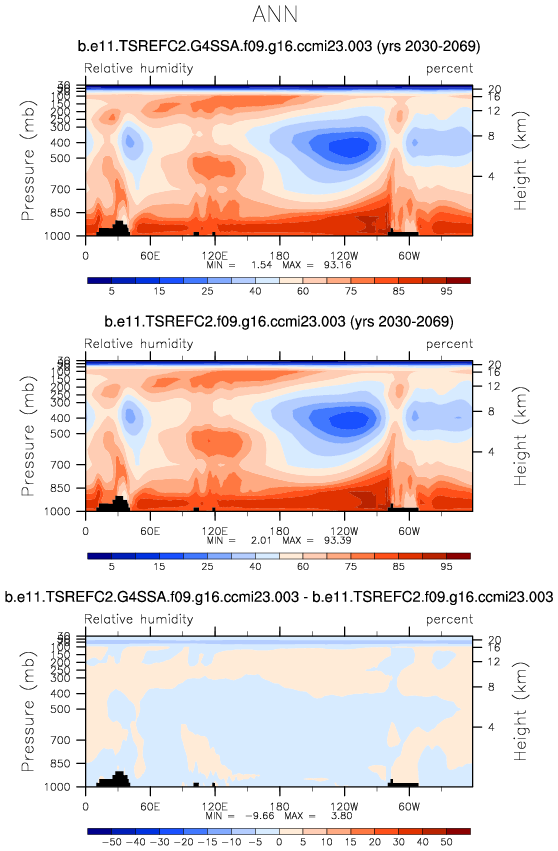 ANN
b.e11.TSREFC2.G4SSA.f09.g16.ccmi23.003 (yrs 2030-2069)
Relative humidity percent
Pressure (mb)
100
150
200
250
300
400
500
700
850
1000
20
16
12
8
4
Height (km)
0 60E 120E 180 120W 60W
MIN = 1.54 MAX = 93.16
5 15 25 40 60 75 85 95
b.e11.TSREFC2.f09.g16.ccmi23.003 (yrs 2030-2069)
Relative humidity percent
Pressure (mb)
100
150
200
250
300
400
500
700
850
1000
20
16
12
8
4
Height (km)
0 60E 120E 180 120W 60W
MIN = 2.01 MAX = 93.39
5 15 25 40 60 75 85 95
b.e11.TSREFC2.G4SSA.f09.g16.ccmi23.003 - b.e11.TSREFC2.f09.g16.ccmi23.003
Relative humidity percent
Pressure (mb)
100
150
200
250
300
400
500
700
850
1000
20
16
12
8
4
Height (km)
0 60E 120E 180 120W 60W
MIN = -9.66 MAX = 3.80
-50 -40 -30 -20 -15 -10 -5 0 5 10 15 20 30 40 50